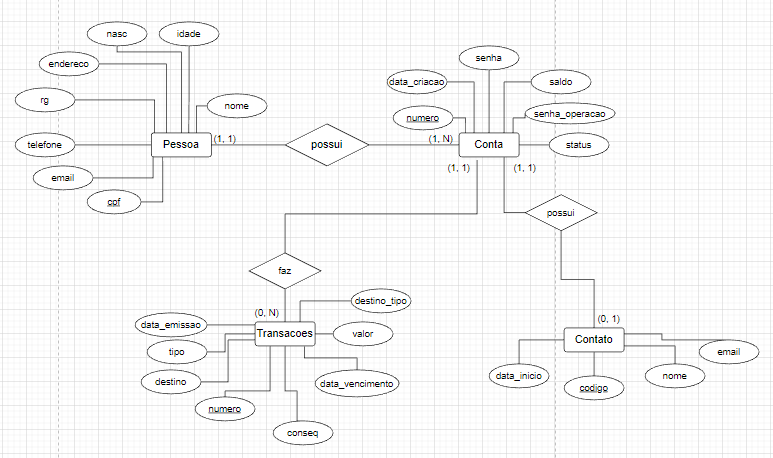 nasc
idade
endereco
senha
data_criacao
saldo
rg
nome
numero
senha_operacao
telefone
Pessoa
(1, 1)
possui
(1, N)
Conta
status
(1, 1)
(1, 1)
email
cpf
possui
faz
destino_tipo
(0, N)
(0, 1)
data_emissao
Transacoes
valor
Contato
tipo
email
destino
data_vencimento
data_inicio
codigo
nome
numero
conseq